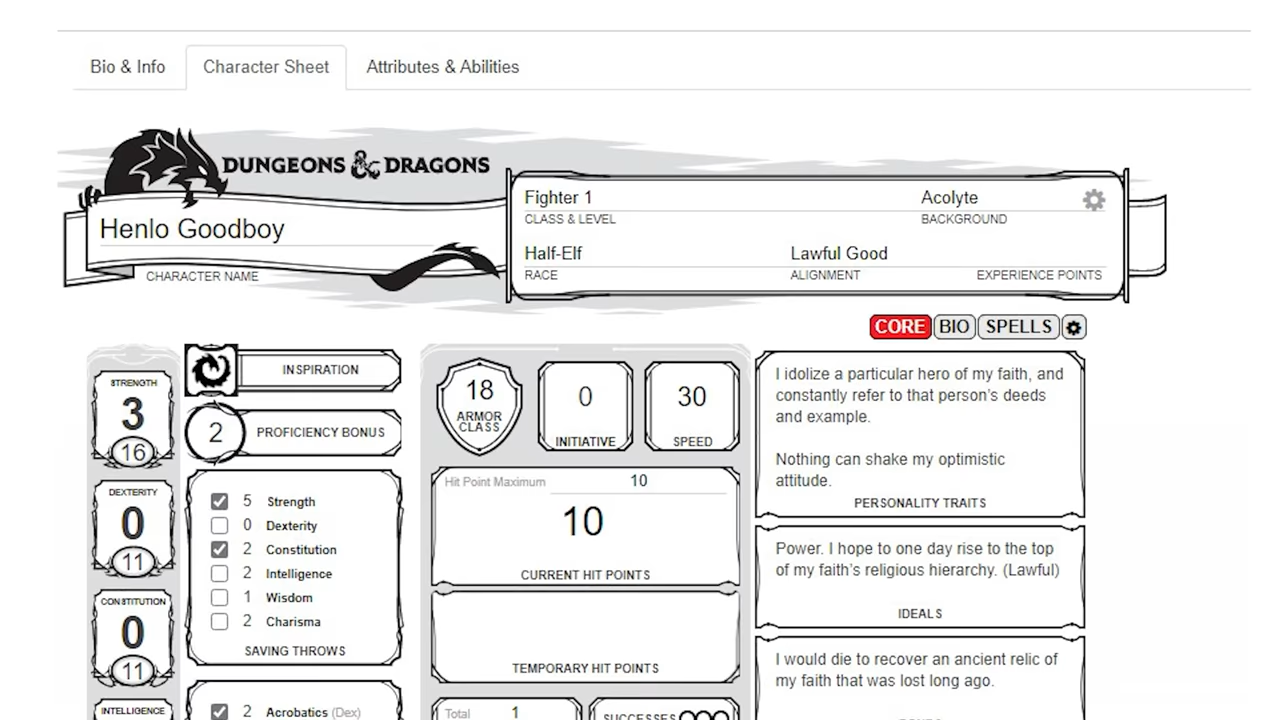 Bio & Info
Character Sheet
Attributes & Abilities
DUNGEONS & DRAGONS
Henlo Goodboy
CHARACTER NAME
Fighter 1
CLASS & LEVEL
Acolyte
BACKGROUND
Half-Elf
RACE
Lawful Good
ALIGNMENT
EXPERIENCE POINTS
CORE
BIO
SPELLS
STRENGTH
3
16
DEXTERITY
0
11
CONSTITUTION
0
11
INTELLIGENCE
INSPIRATION
2
PROFICIENCY BONUS
5 Strength
0 Dexterity
2 Constitution
2 Intelligence
1 Wisdom
2 Charisma
SAVING THROWS
2 Acrobatics (Dex)
18
ARMOR
CLASS
0
INITIATIVE
30
SPEED
Hit Point Maximum 10
10
CURRENT HIT POINTS
TEMPORARY HIT POINTS
Total 1
SUCCESSES
I idolize a particular hero of my faith, and
constantly refer to that person's deeds
and example.
Nothing can shake my optimistic
attitude.
PERSONALITY TRAITS
Power. I hope to one day rise to the top
of my faith's religious hierarchy. (Lawful)
IDEALS
I would die to recover an ancient relic of
my faith that was lost long ago.